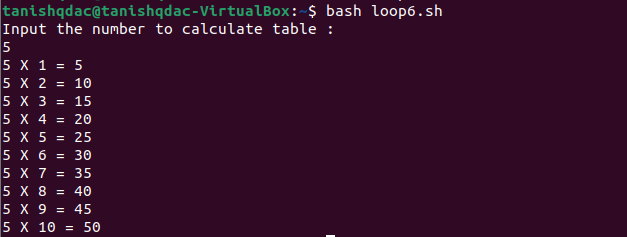 tanishqdac@tanishqdac-VirtualBox:~$ bash loop6.sh
Input the number to calculate table :
5
5 X 1 = 5
5 X 2 = 10
5 X 3 = 15
5 X 4 = 20
5 X 5 = 25
5 X 6 = 30
5 X 7 = 35
5 X 8 = 40
5 X 9 = 45
5 X 10 = 50